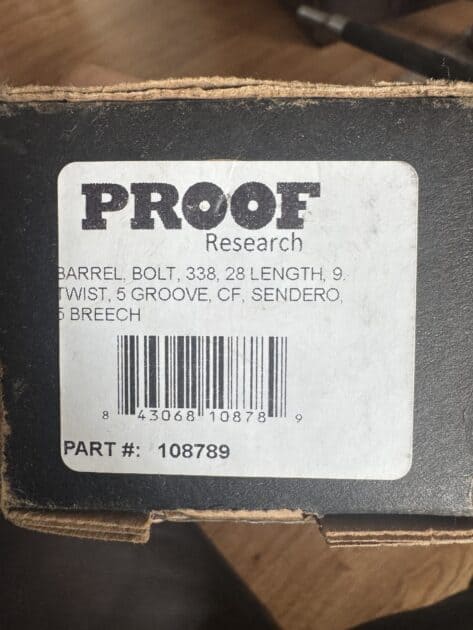 PROOF
Research
BARREL, BOLT, 338, 28 LENGTH, 9.
TWIST, 5 GROOVE, CF, SENDERO,
5 BREECH
8 43068 10878 9
PART #: 108789